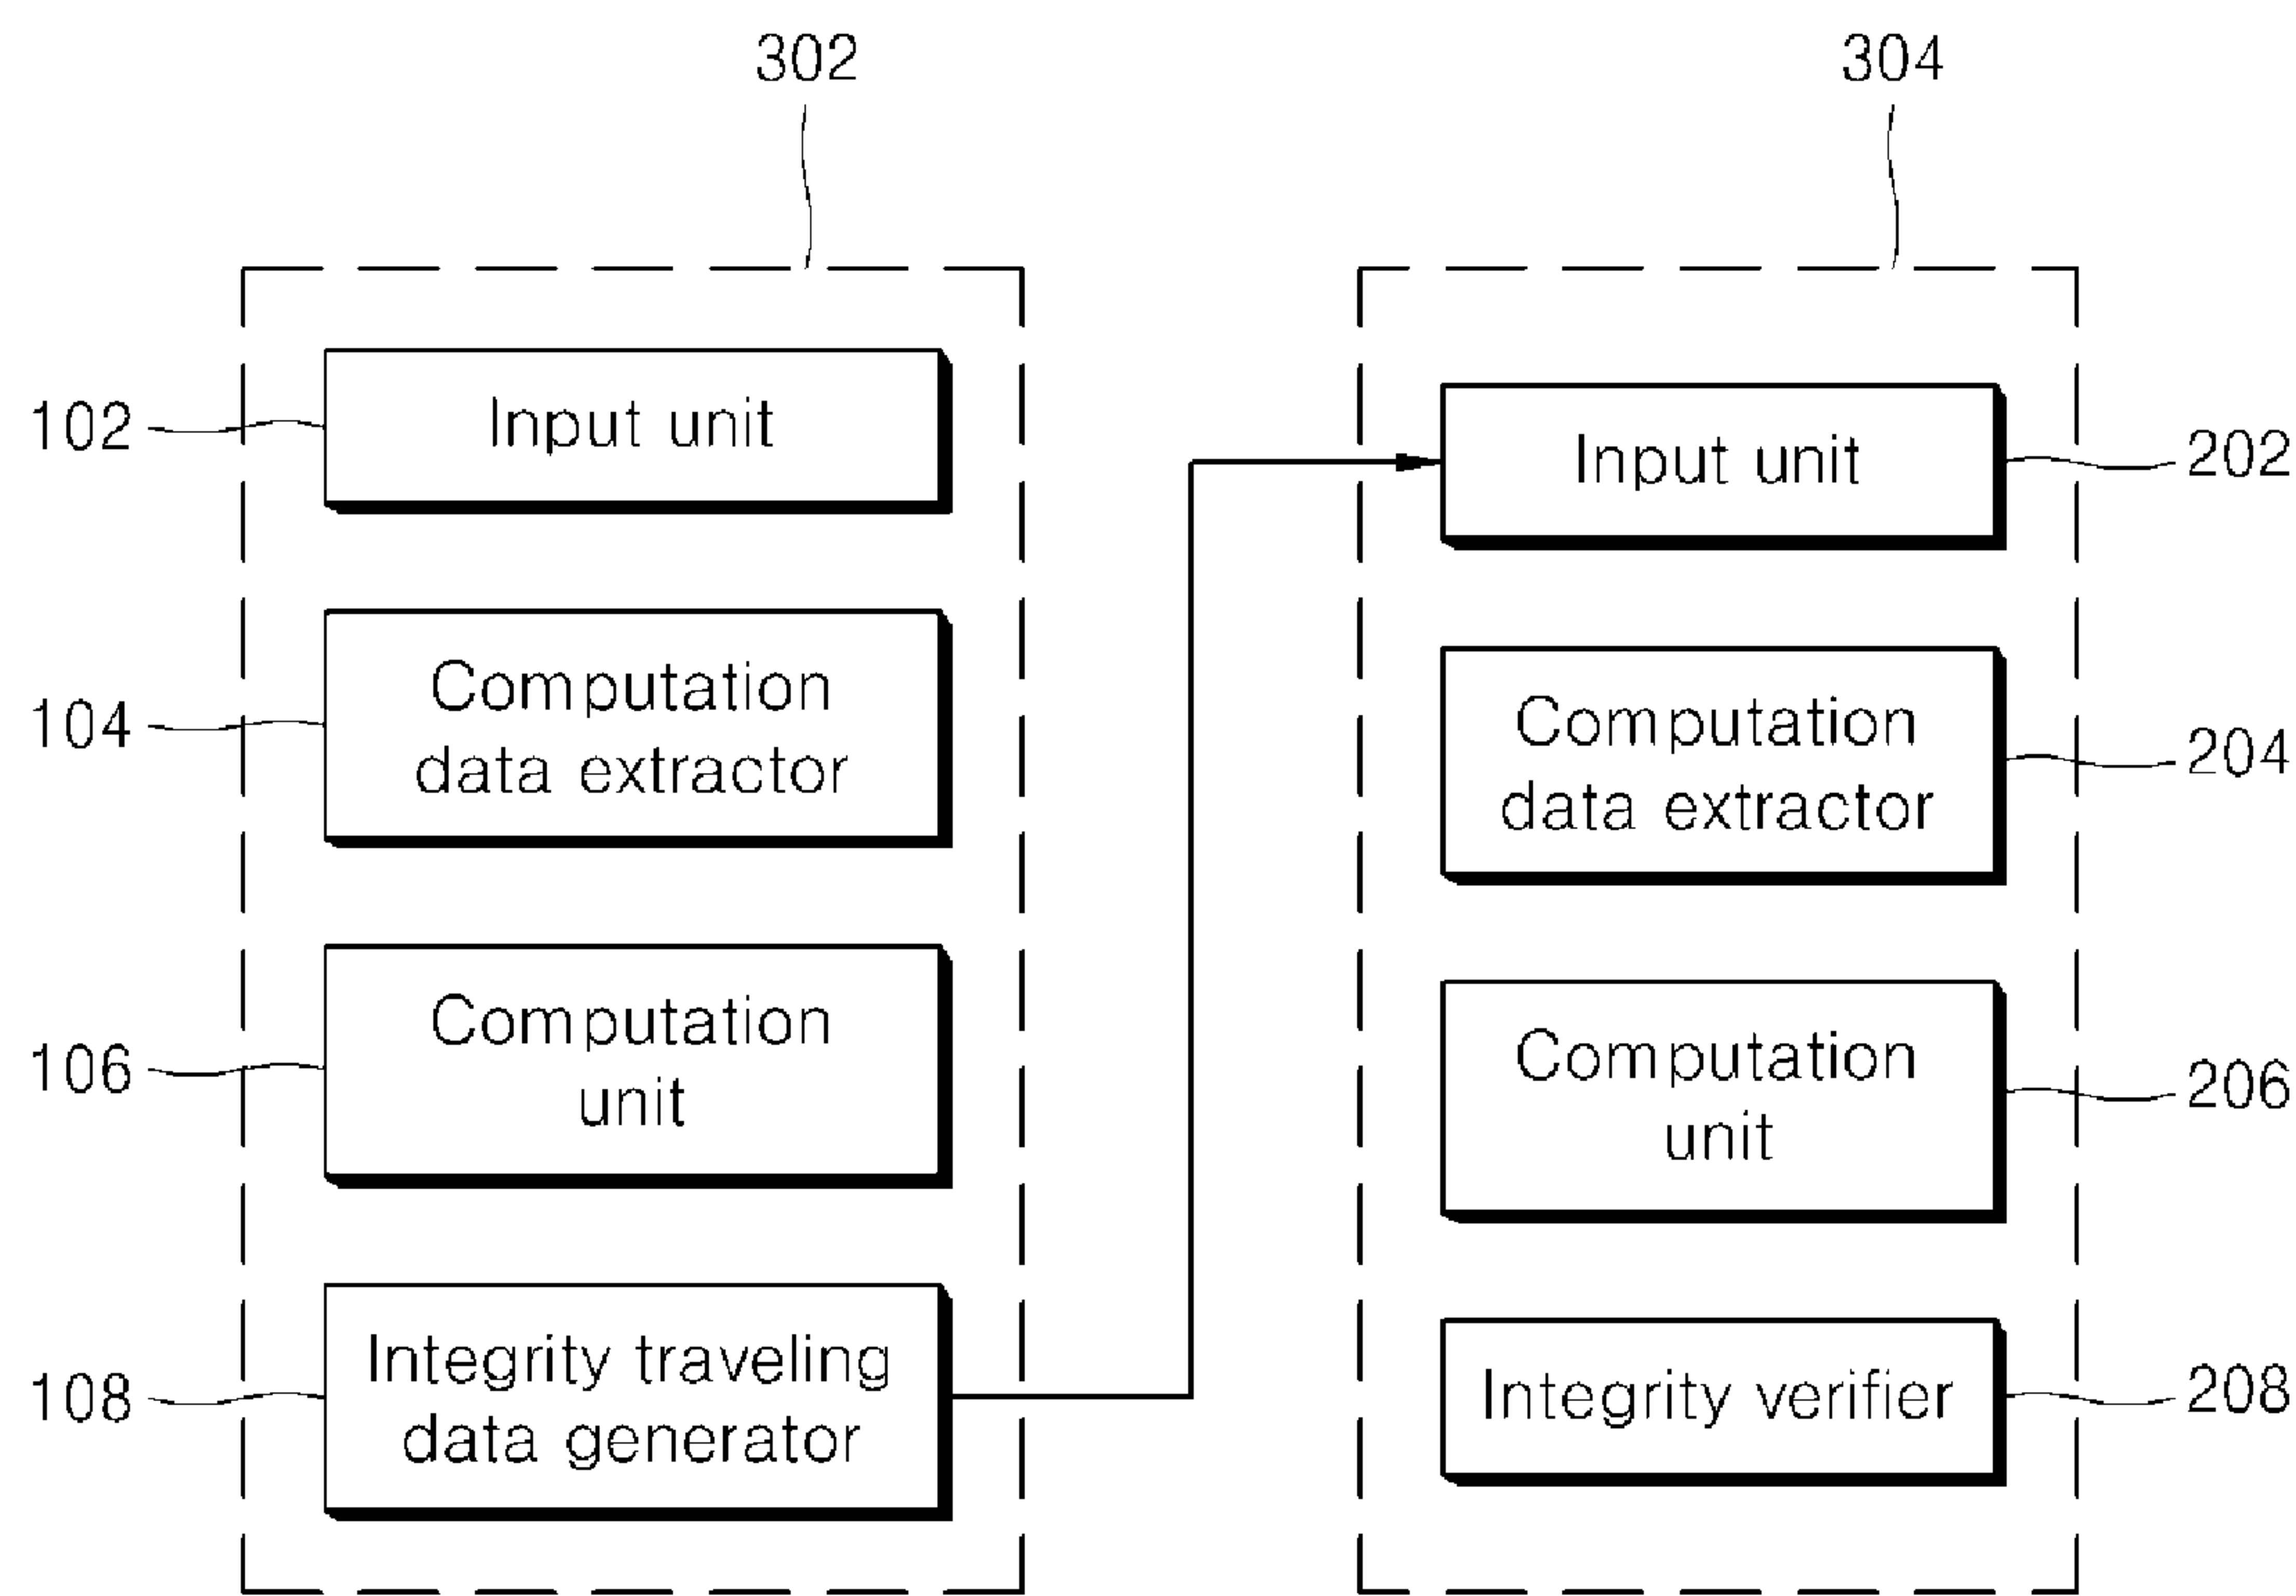 302
304
102
Input unit
Input unit
202
104
Computation
data extractor
Computation
data extractor
204
106
Computation
unit
Computation
unit
206
108
Integrity traveling
data generator
Integrity verifier
208